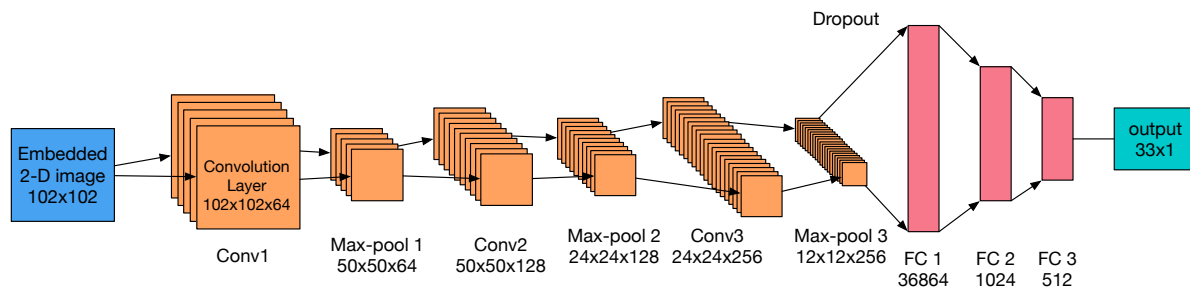 Embedded
2-D image
102x102
Convolution
Layer
102x102x64
Conv1
Max-pool 1
50x50x64
Conv2
50x50x128
Max-pool 2
24x24x128
Conv3
24x24x256
Max-pool 3
12x12x256
Dropout
FC 1
36864
FC 2
1024
FC 3
512
output
33x1